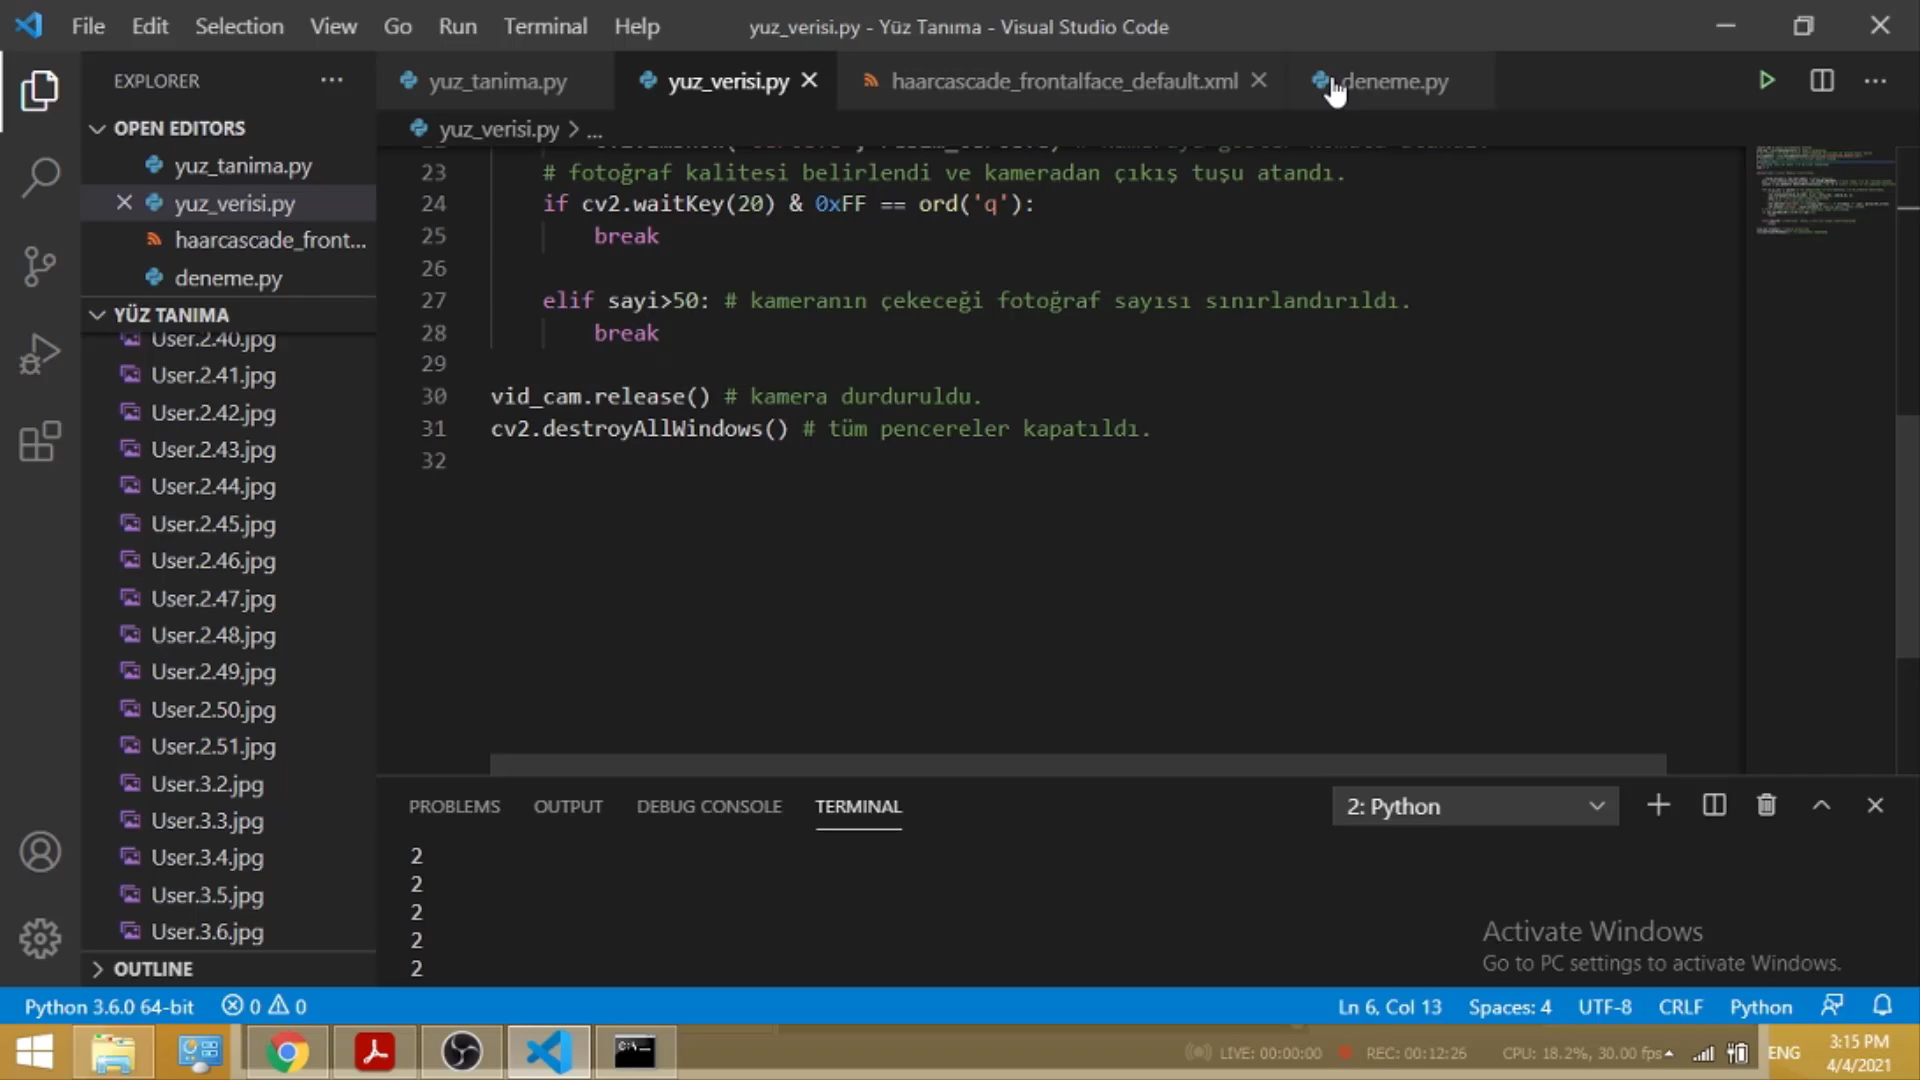 File Edit Selection View Go Run Terminal Help yuz_verisi.py - Yüz Tanıma - Visual Studio Code
EXPLORER ... yuz_tanima.py yuz_verisi.py haarcascade_frontalface_default.xml deneme.py
OPEN EDITORS
yuz_tanima.py
yuz_verisi.py
haarcascade_front...
deneme.py
YÜZ TANIMA
User.2.40.jpg
User.2.41.jpg
User.2.42.jpg
User.2.43.jpg
User.2.44.jpg
User.2.45.jpg
User.2.46.jpg
User.2.47.jpg
User.2.48.jpg
User.2.49.jpg
User.2.50.jpg
User.2.51.jpg
User.3.2.jpg
User.3.3.jpg
User.3.4.jpg
User.3.5.jpg
User.3.6.jpg
OUTLINE
yuz_verisi.py > ...
23 # fotoğraf kalitesi belirlendi ve kameradan çıkış tuşu atandı.
24 if cv2.waitKey(20) & 0xFF == ord('q'):
25 break
26
27 elif sayi>50: # kameranın çekeceği fotoğraf sayısı sınırlandırıldı.
28 break
29
30 vid_cam.release() # kamera durduruldu.
31 cv2.destroyAllWindows() # tüm pencereler kapatıldı.
32
PROBLEMS OUTPUT DEBUG CONSOLE TERMINAL 2: Python
2
2
2
2
2
Activate Windows
Go to PC settings to activate Windows.
Python 3.6.0 64-bit 0 0 Ln 6, Col 13 Spaces: 4 UTF-8 CRLF Python
LIVE: 00:00:00 REC: 00:12:26 CPU: 18.2%, 30.00 fps ENG 3:15 PM
4/4/2021